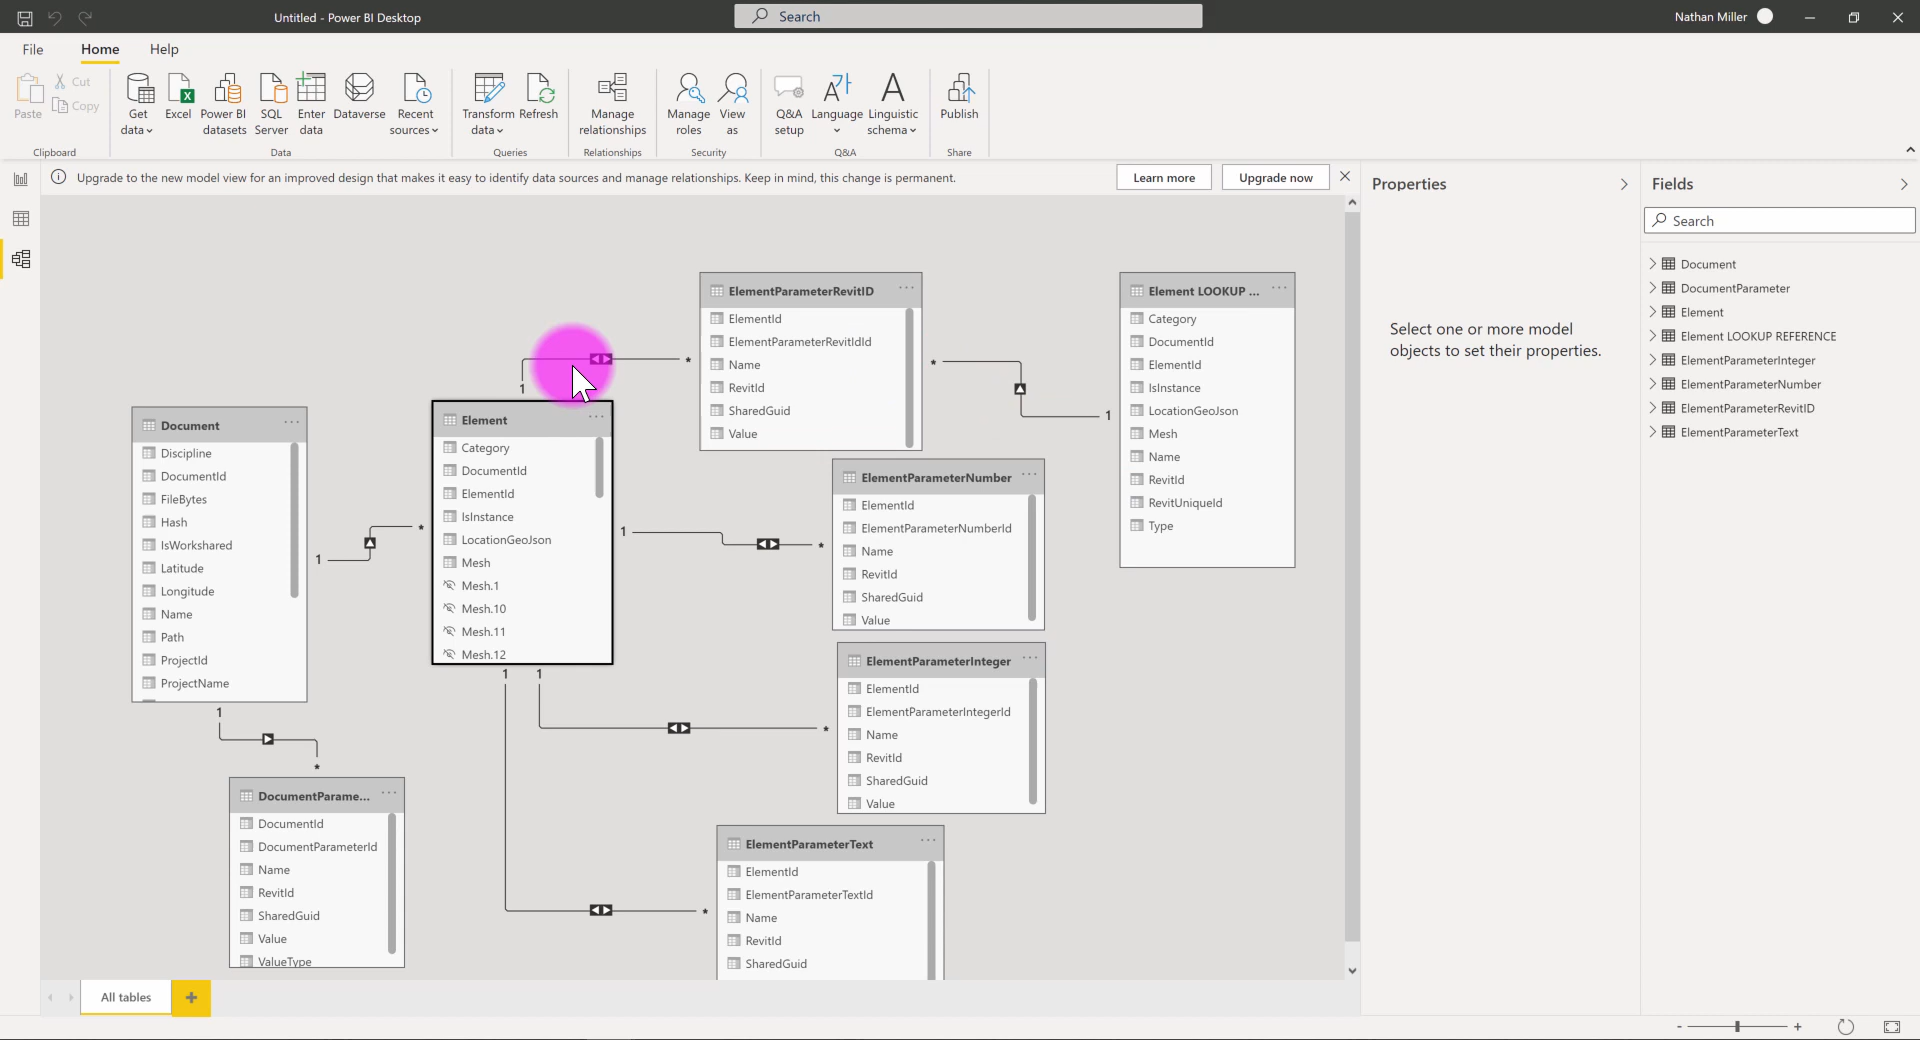 Untitled - Power BI Desktop
Search
Nathan Miller
File
Home
Help
Paste
Cut
Copy
Clipboard
Get
data
Excel
Power BI
datasets
SQL
Server
Enter
data
Dataverse
Recent
sources
Data
Transform
data
Refresh
Queries
Manage
relationships
Relationships
Manage
roles
View
as
Security
Q&A
setup
Language
Linguistic
schema
Q&A
Publish
Share
Upgrade to the new model view for an improved design that makes it easy to identify data sources and manage relationships. Keep in mind, this change is permanent.
Learn more
Upgrade now
Properties
Select one or more model
objects to set their properties.
Fields
Search
Document
DocumentParameter
Element
Element LOOKUP REFERENCE
ElementParameterInteger
ElementParameterNumber
ElementParameterRevitID
ElementParameterText
ElementParameterRevitID
ElementId
ElementParameterRevitIdId
Name
RevitId
SharedGuid
Value
Element LOOKUP ...
Category
DocumentId
ElementId
IsInstance
LocationGeoJson
Mesh
Name
RevitId
RevitUniqueId
Type
1
*
*
1
Document
Discipline
DocumentId
FileBytes
Hash
IsWorkshared
Latitude
Longitude
Name
Path
ProjectId
ProjectName
1
*
Element
Category
DocumentId
ElementId
IsInstance
LocationGeoJson
Mesh
Mesh.1
Mesh.10
Mesh.11
Mesh.12
1
*
ElementParameterNumber
ElementId
ElementParameterNumberId
Name
RevitId
SharedGuid
Value
1
1
*
ElementParameterInteger
ElementId
ElementParameterIntegerId
Name
RevitId
SharedGuid
Value
1
*
DocumentParame...
DocumentId
DocumentParameterId
Name
RevitId
SharedGuid
Value
ValueType
*
ElementParameterText
ElementId
ElementParameterTextId
Name
RevitId
SharedGuid
All tables
+
- +